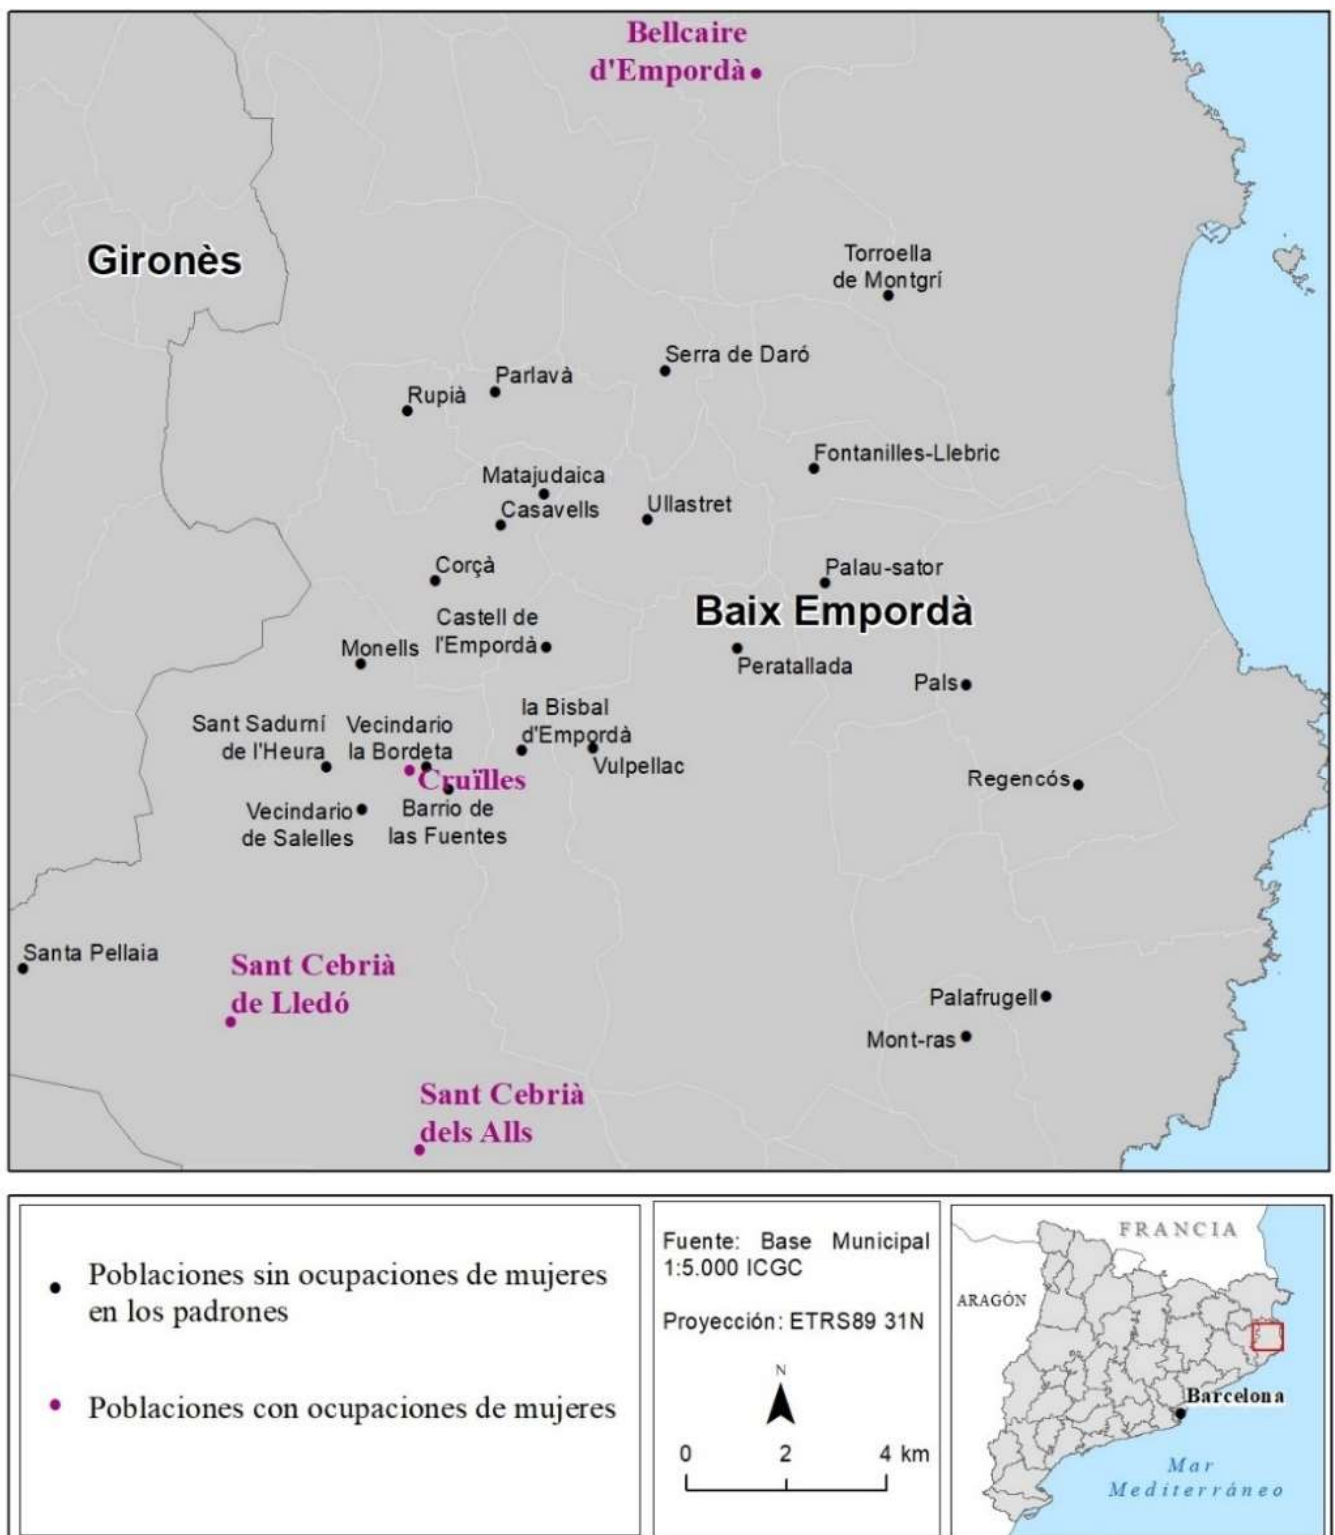 Bellcaire
d'Empordà
Gironès
Torroella
de Montgrí
Serra de Daró
Parlavà
Rupià
Fontanilles-Llebric
Matajudaica
Casavells
Ullastret
Corçà
Palau-sator
Baix Empordà
Castell de
l'Empordà
Monells
Peratallada
Pals
la Bisbal
d'Empordà
Sant Sadurní
de l'Heura
Vecindario
la Bordeta
Vulpellac
Cruïlles
Regencós
Vecindario
de Salelles
Barrio de
las Fuentes
Santa Pellaia
Sant Cebrià
de Lledó
Palafrugell
Mont-ras
Sant Cebrià
dels Alls
Poblaciones sin ocupaciones de mujeres
en los padrones
Poblaciones con ocupaciones de mujeres
Fuente: Base Municipal
1:5.000 ICGC
Proyección: ETRS89 31N
N
0 2 4 km
FRANCIA
ARAGÓN
Barcelona
Mar
Mediterráneo